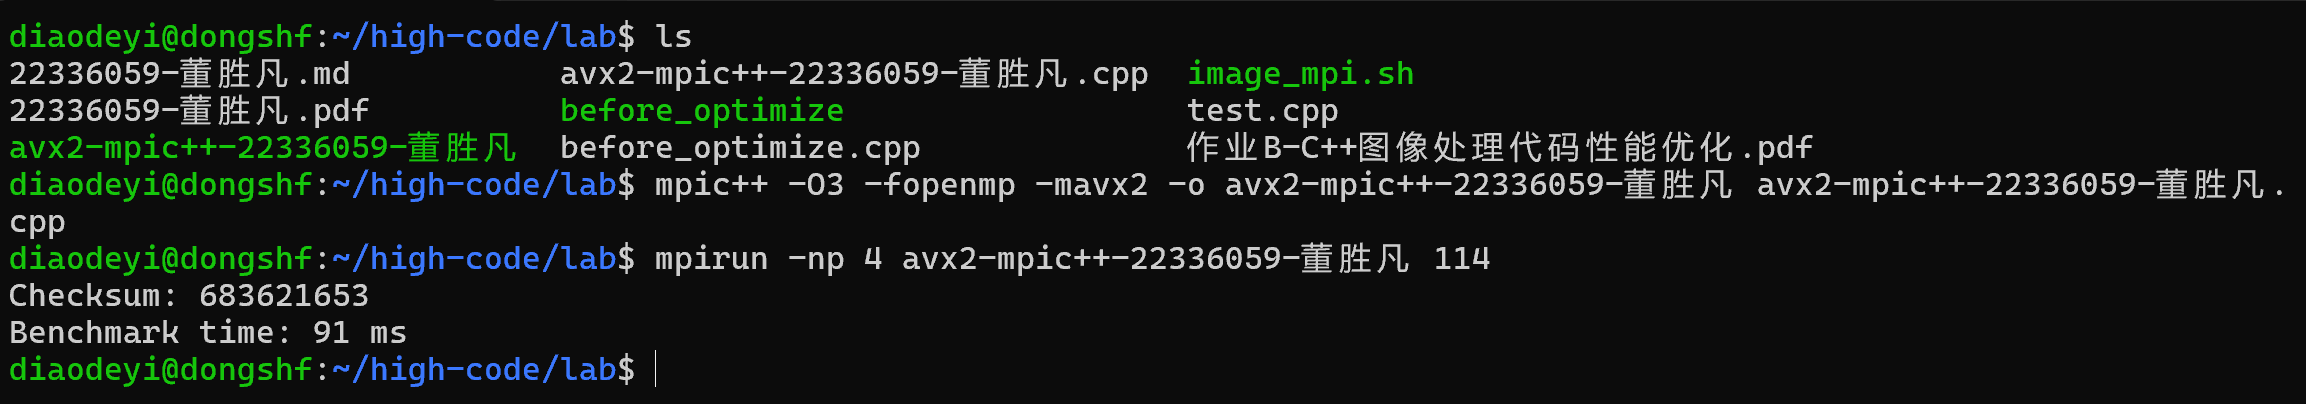 diaodeyi@dongshf:~/high-code/lab$ ls
22336059-董胜凡.md avx2-mpic++-22336059-董胜凡.cpp image_mpi.sh
22336059-董胜凡.pdf before_optimize test.cpp
avx2-mpic++-22336059-董胜凡 before_optimize.cpp 作业B-C++图像处理代码性能优化.pdf
diaodeyi@dongshf:~/high-code/lab$ mpic++ -O3 -fopenmp -mavx2 -o avx2-mpic++-22336059-董胜凡 avx2-mpic++-22336059-董胜凡.
cpp
diaodeyi@dongshf:~/high-code/lab$ mpirun -np 4 avx2-mpic++-22336059-董胜凡 114
Checksum: 683621653
Benchmark time: 91 ms
diaodeyi@dongshf:~/high-code/lab$